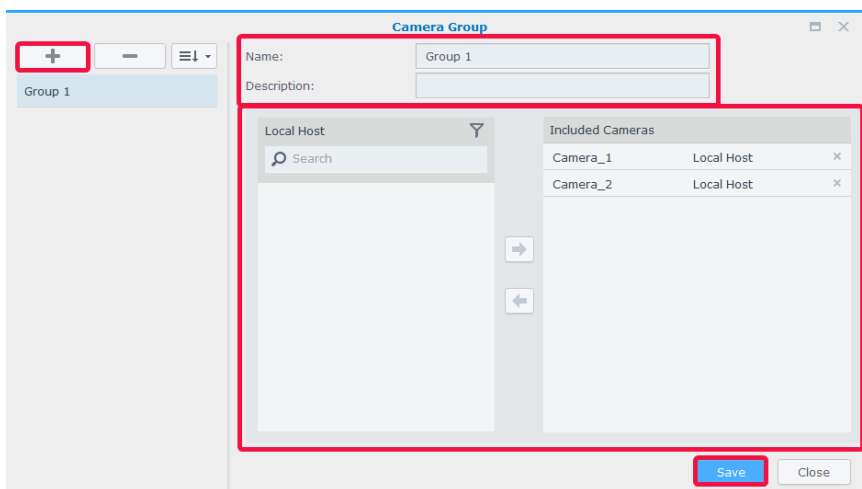 Camera Group
Group 1
Name: Group 1
Description:
Local Host
Search
Included Cameras
Camera_1 Local Host
Camera_2 Local Host
Save Close